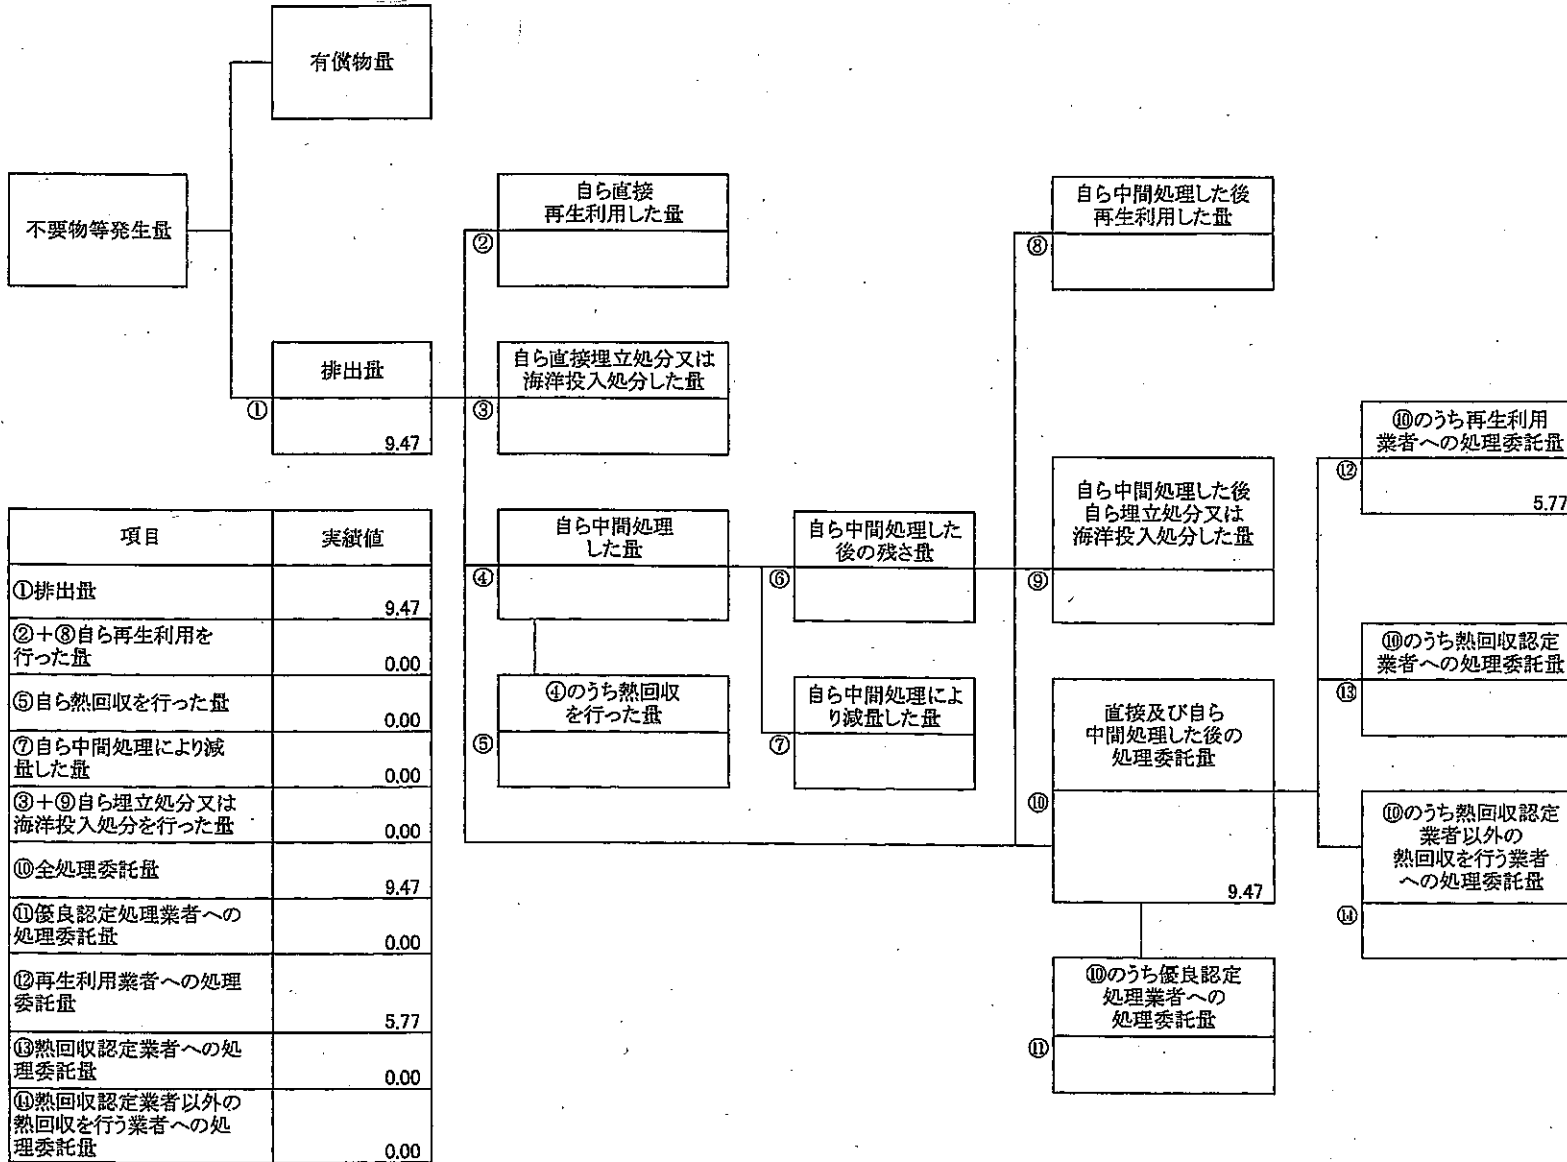 有償物量
不要物等発生量
自ら直接
再生利用した量
②
自ら中間処理した後
再生利用した量
⑧
排出量
①
9.47
自ら直接埋立処分又は
海洋投入処分した量
③
⑩のうち再生利用
業者への処理委託量
⑫
5.77
自ら中間処理
した量
④
自ら中間処理した
後の残さ量
⑥
自ら中間処理した後
自ら埋立処分又は
海洋投入処分した量
⑨
⑩のうち熱回収認定
業者への処理委託量
⑬
④のうち熱回収
を行った量
⑤
自ら中間処理によ
り減量した量
⑦
直接及び自ら
中間処理した後の
処理委託量
⑩
9.47
⑩のうち熱回収認定
業者以外の
熱回収を行う業者
への処理委託量
⑭
⑩のうち優良認定
処理業者への
処理委託量
⑪
項目 実績値
①排出量
9.47
②+⑧自ら再生利用を
行った量
0.00
⑤自ら熱回収を行った量
0.00
⑦自ら中間処理により減
量した量
0.00
③+⑨自ら埋立処分又は
海洋投入処分を行った量
0.00
⑩全処理委託量
9.47
⑪優良認定処理業者への
処理委託量
0.00
⑫再生利用業者への処理
委託量
5.77
⑬熱回収認定業者への処
理委託量
0.00
⑭熱回収認定業者以外の
熱回収を行う業者への処
理委託量
0.00